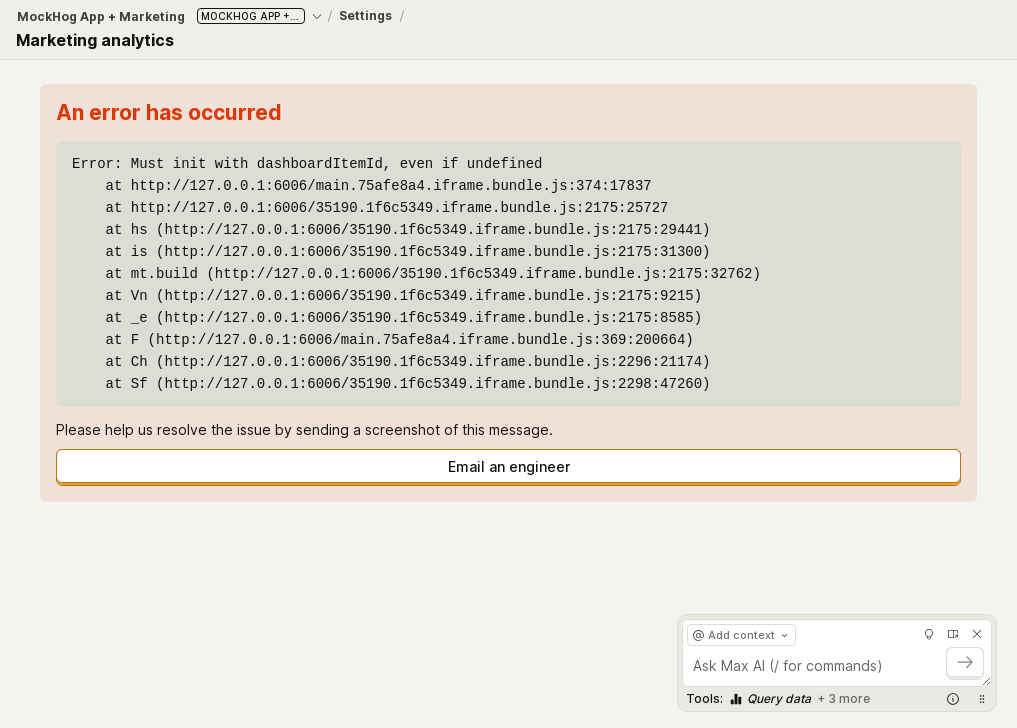 MockHog App + Marketing MOCKHOG APP +... / Settings /
Marketing analytics
An error has occurred
Error: Must init with dashboardItemId, even if undefined
at http://127.0.0.1:6006/main.75afe8a4.iframe.bundle.js:374:17837
at http://127.0.0.1:6006/35190.1f6c5349.iframe.bundle.js:2175:25727
at hs (http://127.0.0.1:6006/35190.1f6c5349.iframe.bundle.js:2175:29441)
at is (http://127.0.0.1:6006/35190.1f6c5349.iframe.bundle.js:2175:31300)
at mt.build (http://127.0.0.1:6006/35190.1f6c5349.iframe.bundle.js:2175:32762)
at Vn (http://127.0.0.1:6006/35190.1f6c5349.iframe.bundle.js:2175:9215)
at _e (http://127.0.0.1:6006/35190.1f6c5349.iframe.bundle.js:2175:8585)
at F (http://127.0.0.1:6006/main.75afe8a4.iframe.bundle.js:369:200664)
at Ch (http://127.0.0.1:6006/35190.1f6c5349.iframe.bundle.js:2296:21174)
at Sf (http://127.0.0.1:6006/35190.1f6c5349.iframe.bundle.js:2298:47260)
Please help us resolve the issue by sending a screenshot of this message.
Email an engineer
@ Add context
Ask Max AI (/ for commands)
Tools: Query data + 3 more